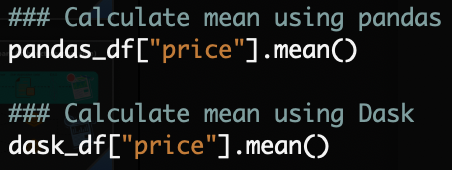 ### Calculate mean using pandas
pandas_df["price"].mean()
### Calculate mean using Dask
dask_df["price"].mean()